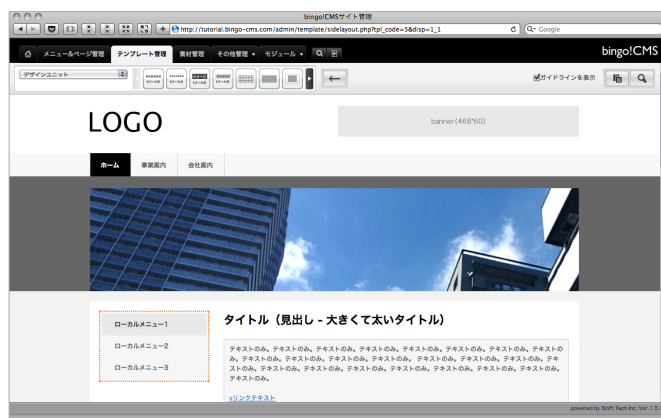 bingo!CMSサイト管理
http://tutorial.bingo-cms.com/admin/template/sidelayout.php?tpl_code=5&disp=1_1
Google
メニュー&ページ管理 テンプレート管理 素材管理 その他管理 モジュール bingo!CMS
デザインユニット
ガイドラインを表示
LOGO
banner(468*60)
ホーム 事業案内 会社案内
ローカルメニュー1
ローカルメニュー2
ローカルメニュー3
タイトル(見出し - 大きくて太いタイトル)
テキストのみ。テキストのみ。テキストのみ。テキストのみ。テキストのみ。テキストのみ。テキストのみ。テキストの
み。テキストのみ。テキストのみ。テキストのみ。テキストのみ。 テキストのみ。テキストのみ。テキストのみ。テキ
ストのみ。テキストのみ。テキストのみ。テキストのみ。テキストのみ。テキストのみ。テキストのみ。テキストのみ。
テキストのみ。
>リンクテキスト
powered by Shift Tech Inc. Ver. 1.5